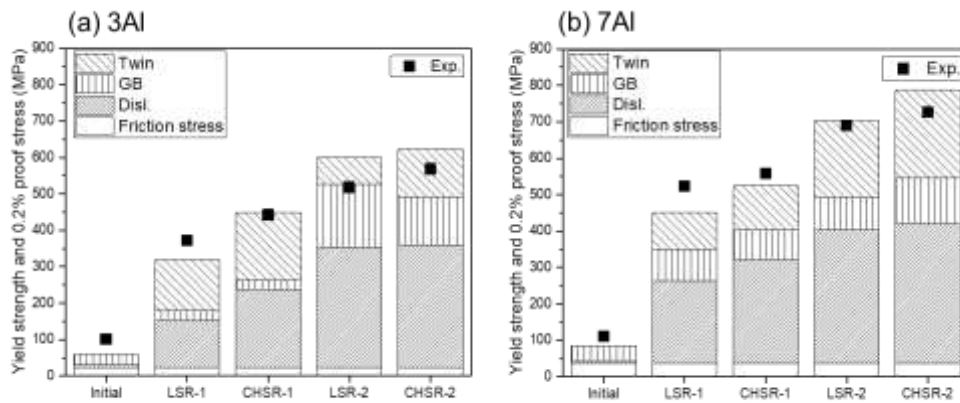 (a) 3Al
Yield strength and 0.2% proof stress (MPa)
900
800
700
600
500
400
300
200
100
0
Twin
GB
Disl.
Friction stress
Exp.
Initial LSR-1 CHSR-1 LSR-2 CHSR-2
(b) 7Al
Yield strength and 0.2% proof stress (MPa)
900
800
700
600
500
400
300
200
100
0
Twin
GB
Disl.
Friction stress
Exp.
Initial LSR-1 CHSR-1 LSR-2 CHSR-2